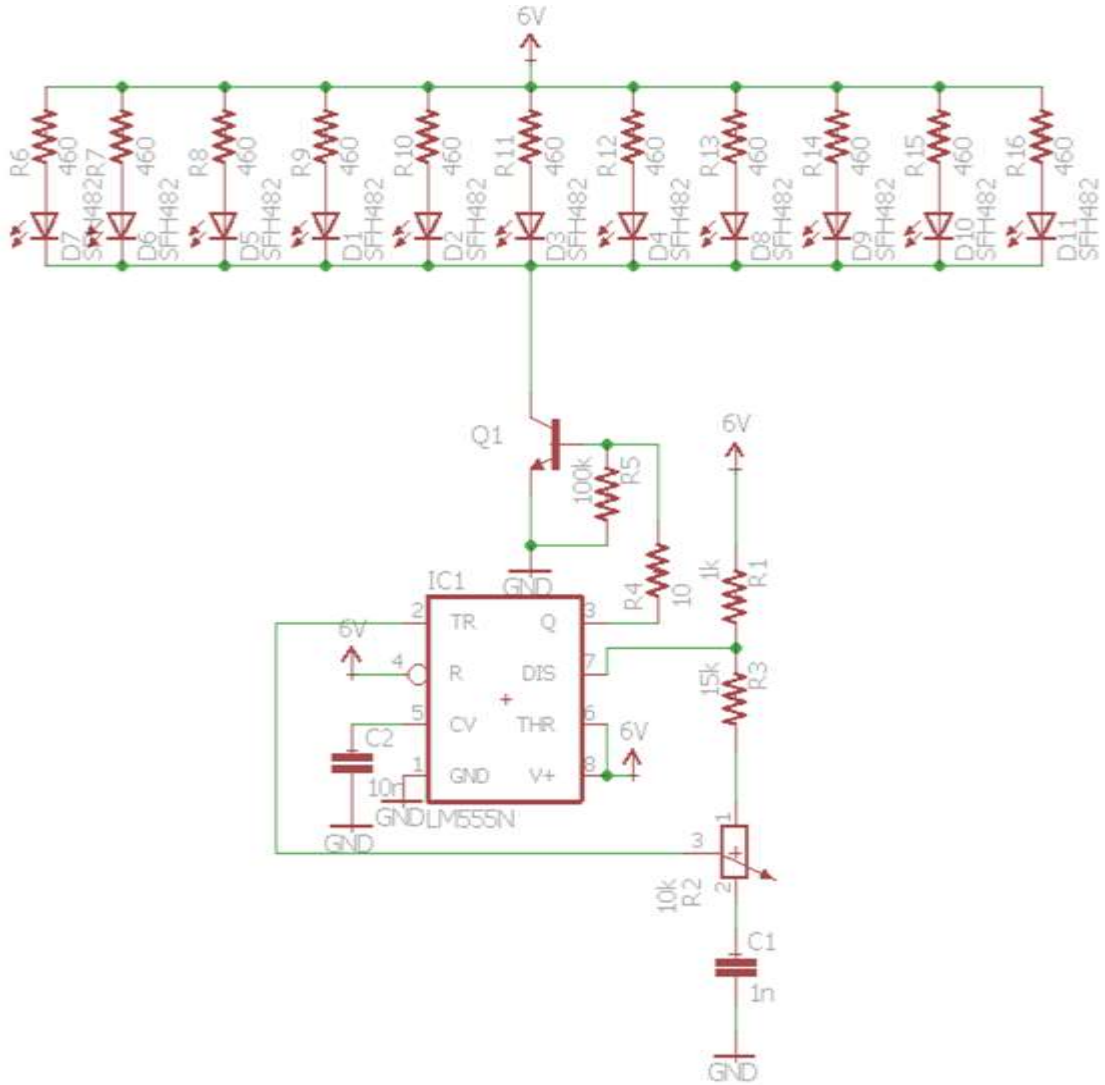 6V
R6
460
D7
SFH482
R7
460
D6
SFH482
R8
460
D5
SFH482
R9
460
D1
SFH482
R10
460
D2
SFH482
R11
460
D3
SFH482
R12
460
D4
SFH482
R13
460
D8
SFH482
R14
460
D9
SFH482
R15
460
D10
SFH482
R16
460
D11
SFH482
Q1
100k
R5
6V
GND
R4
10
1k
R1
IC1
2 TR Q 3
6V
4 R DIS 7
15k
R3
5 CV THR 6
6V
C2
10n
1 GND V+ 8
GND
LM555N
GND
1
3
+
2
10k
R2
C1
1n
GND